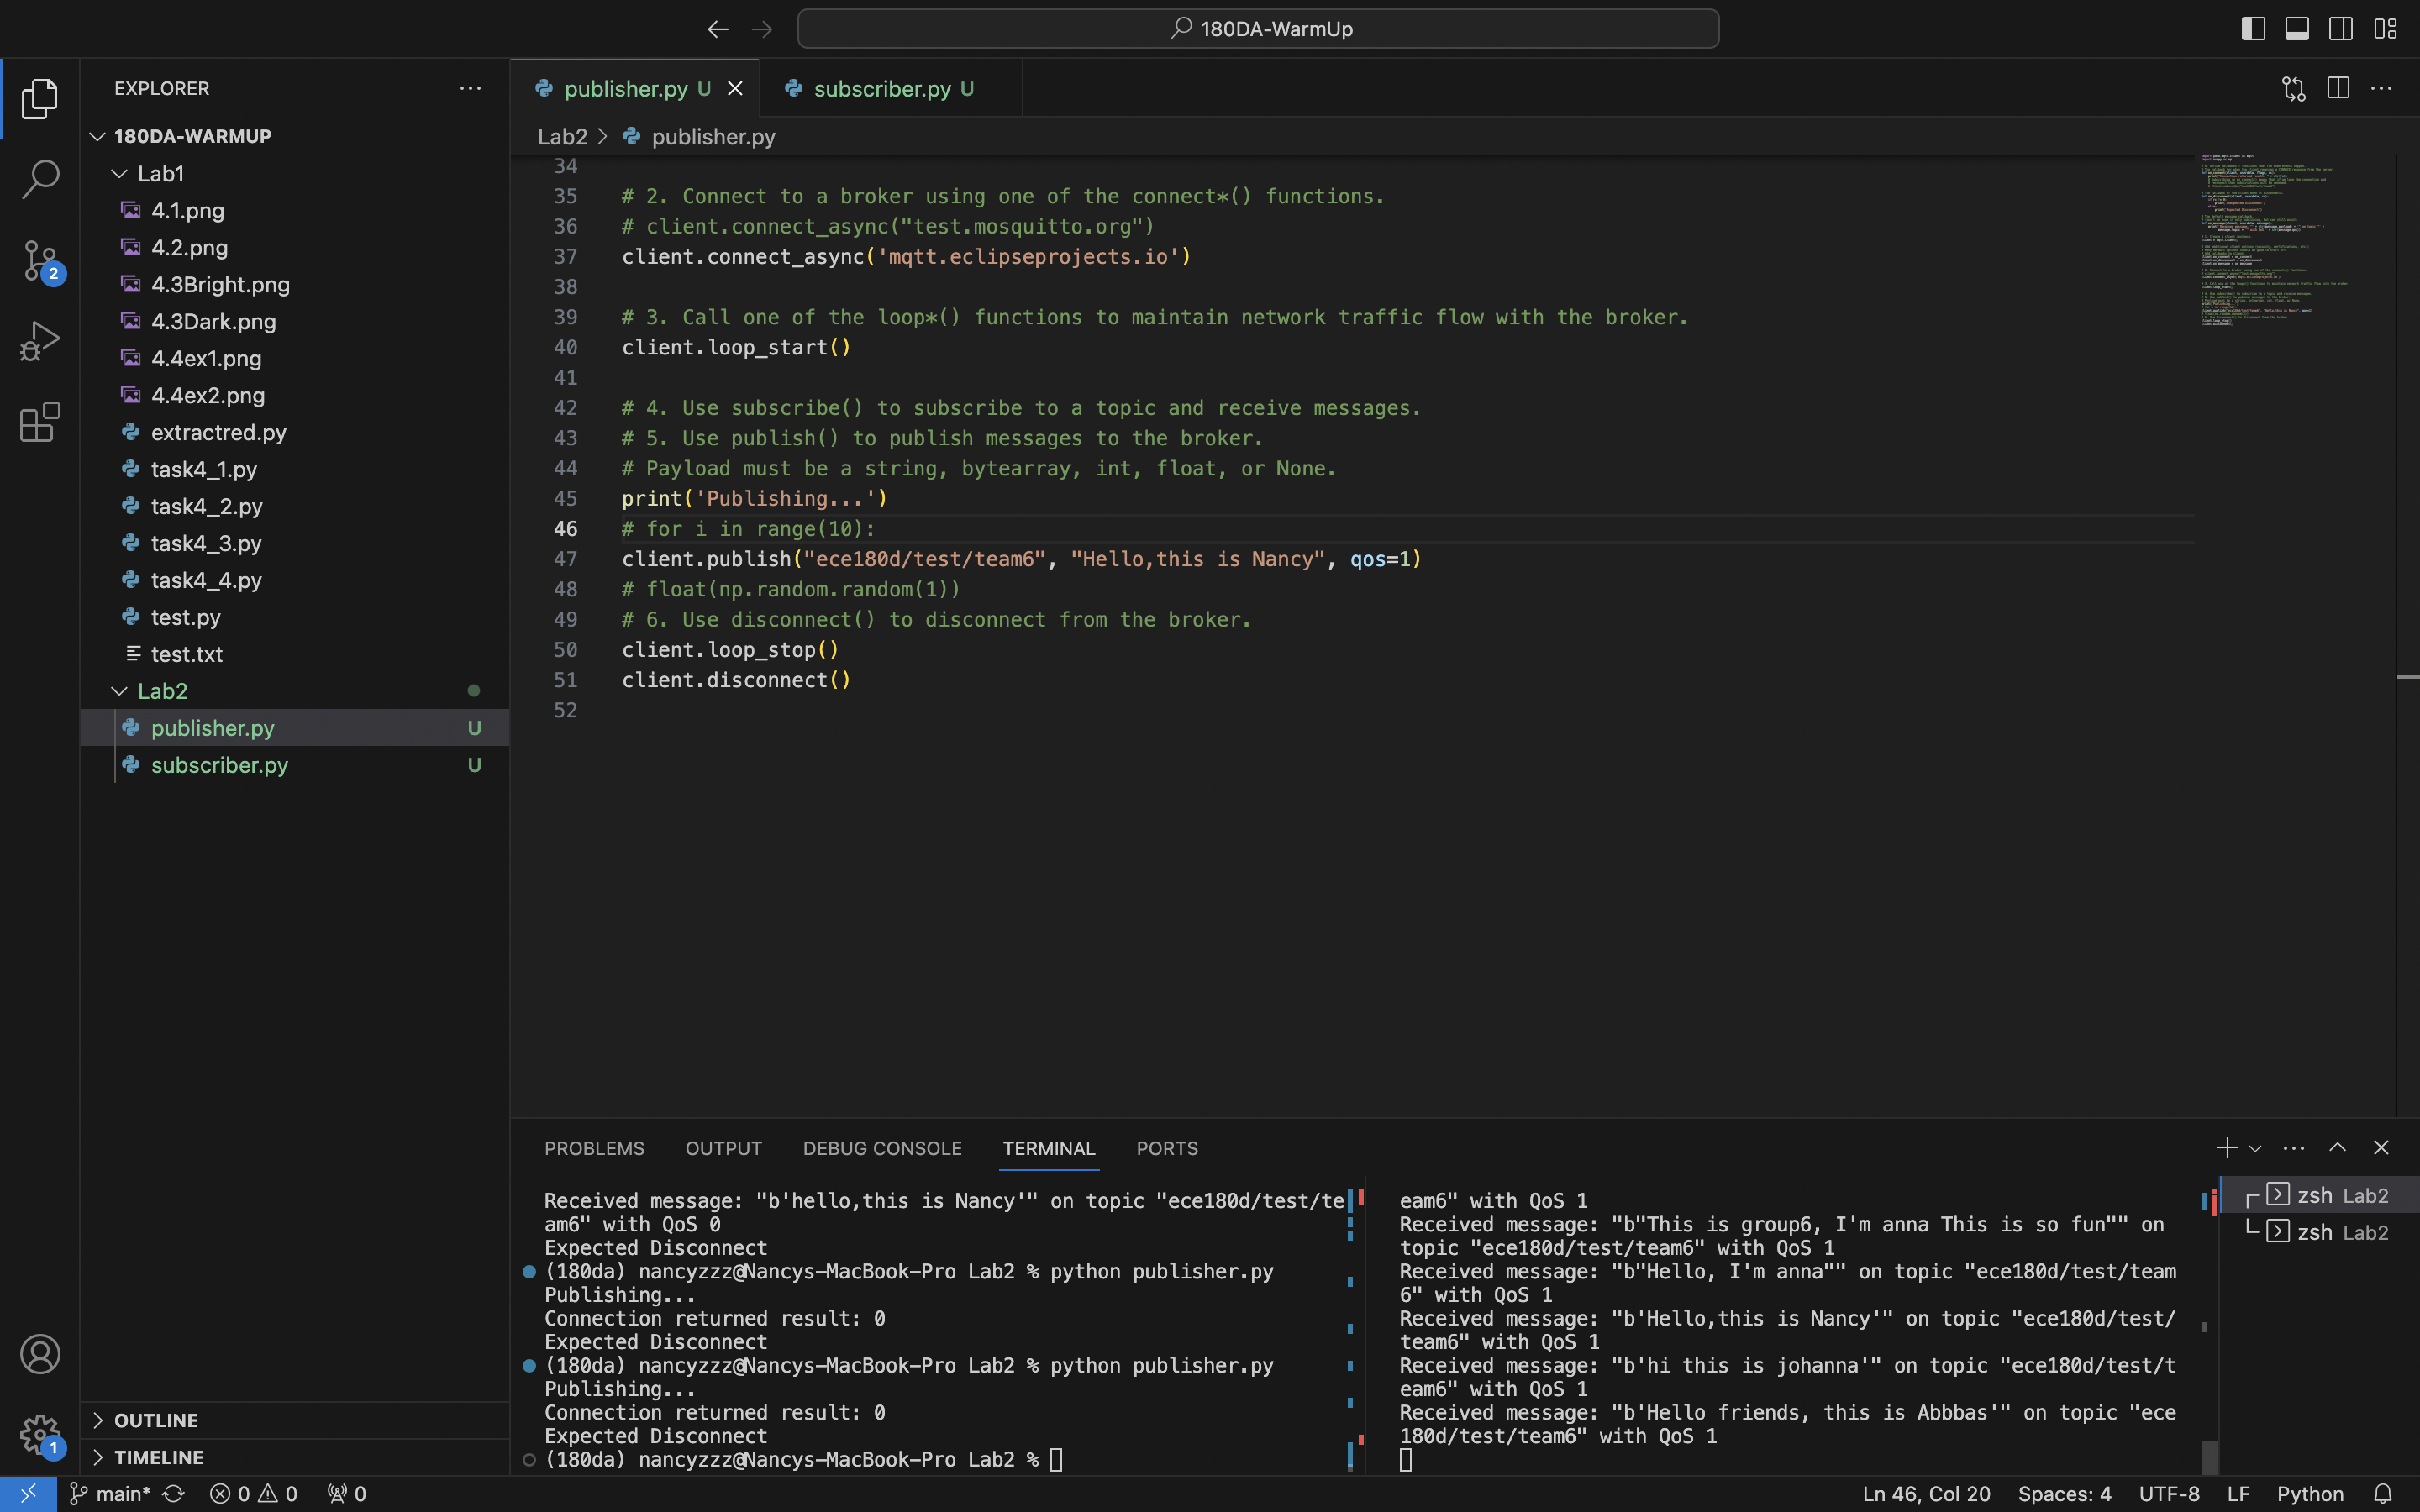 180DA-WarmUp
EXPLORER
180DA-WARMUP
Lab1
4.1.png
4.2.png
4.3Bright.png
4.3Dark.png
4.4ex1.png
4.4ex2.png
extractred.py
task4_1.py
task4_2.py
task4_3.py
task4_4.py
test.py
test.txt
Lab2
publisher.py U
subscriber.py U
OUTLINE
TIMELINE
2
1
publisher.py U
subscriber.py U
Lab2 > publisher.py
34
35 # 2. Connect to a broker using one of the connect*() functions.
36 # client.connect_async("test.mosquitto.org")
37 client.connect_async('mqtt.eclipseprojects.io')
38
39 # 3. Call one of the loop*() functions to maintain network traffic flow with the broker.
40 client.loop_start()
41
42 # 4. Use subscribe() to subscribe to a topic and receive messages.
43 # 5. Use publish() to publish messages to the broker.
44 # Payload must be a string, bytearray, int, float, or None.
45 print('Publishing...')
46 # for i in range(10):
47 client.publish("ece180d/test/team6", "Hello,this is Nancy", qos=1)
48 # float(np.random.random(1))
49 # 6. Use disconnect() to disconnect from the broker.
50 client.loop_stop()
51 client.disconnect()
52
PROBLEMS OUTPUT DEBUG CONSOLE TERMINAL PORTS
Received message: "b'hello,this is Nancy'" on topic "ece180d/test/te
am6" with QoS 0
Expected Disconnect
(180da) nancyzzz@Nancys-MacBook-Pro Lab2 % python publisher.py
Publishing...
Connection returned result: 0
Expected Disconnect
(180da) nancyzzz@Nancys-MacBook-Pro Lab2 % python publisher.py
Publishing...
Connection returned result: 0
Expected Disconnect
(180da) nancyzzz@Nancys-MacBook-Pro Lab2 %
eam6" with QoS 1
Received message: "b"This is group6, I'm anna This is so fun"" on
topic "ece180d/test/team6" with QoS 1
Received message: "b"Hello, I'm anna"" on topic "ece180d/test/team
6" with QoS 1
Received message: "b'Hello,this is Nancy'" on topic "ece180d/test/
team6" with QoS 1
Received message: "b'hi this is johanna'" on topic "ece180d/test/t
eam6" with QoS 1
Received message: "b'Hello friends, this is Abbbas'" on topic "ece
180d/test/team6" with QoS 1
zsh Lab2
zsh Lab2
main* 0 0 0
Ln 46, Col 20 Spaces: 4 UTF-8 LF Python